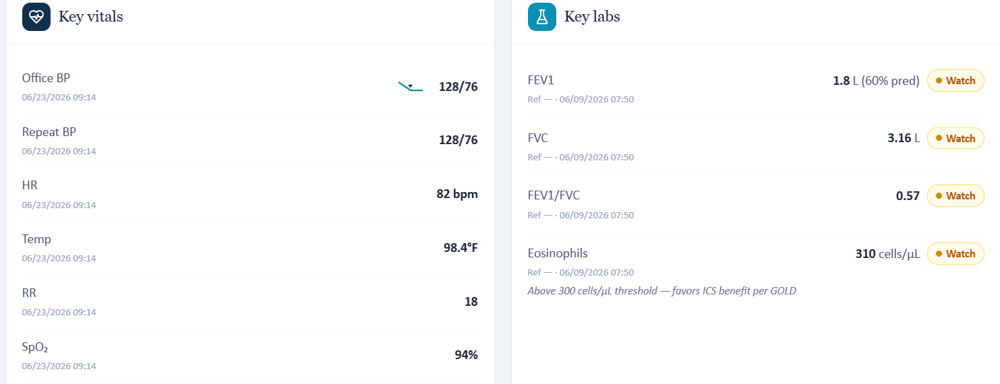 Key vitals
Office BP
128/76
06/23/2026 09:14
Repeat BP
128/76
06/23/2026 09:14
HR
82 bpm
06/23/2026 09:14
Temp
98.4°F
06/23/2026 09:14
RR
18
06/23/2026 09:14
SpO₂
94%
06/23/2026 09:14
Key labs
FEV1
1.8 L (60% pred) Watch
Ref — · 06/09/2026 07:50
FVC
3.16 L Watch
Ref — · 06/09/2026 07:50
FEV1/FVC
0.57 Watch
Ref — · 06/09/2026 07:50
Eosinophils
310 cells/µL Watch
Ref — · 06/09/2026 07:50
Above 300 cells/µL threshold — favors ICS benefit per GOLD